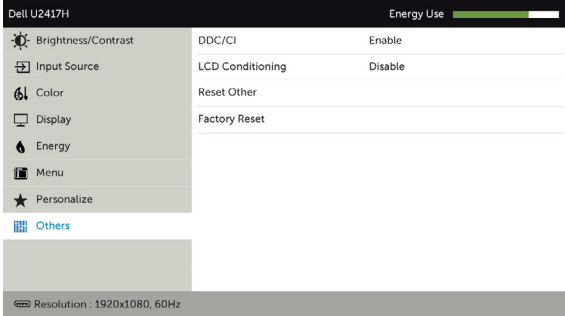 Dell U2417H Energy Use
Brightness/Contrast DDC/CI Enable
Input Source LCD Conditioning Disable
Color Reset Other
Display Factory Reset
Energy
Menu
Personalize
Others
Resolution : 1920x1080, 60Hz